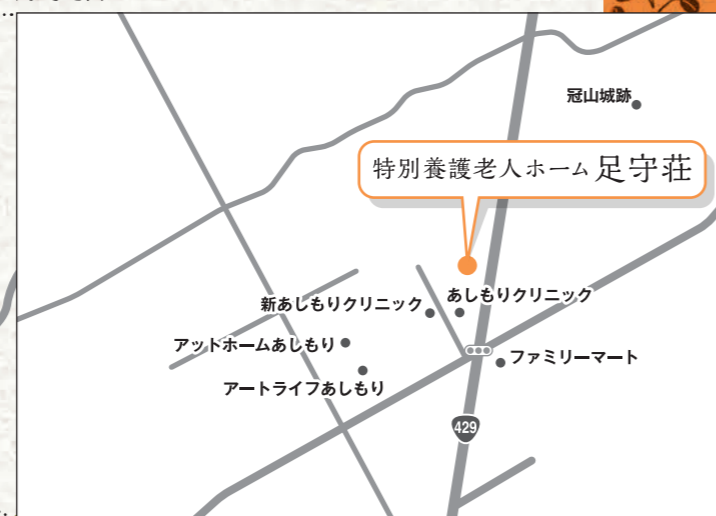 冠山城跡
特別養護老人ホーム 足守荘
新あしもりクリニック
あしもりクリニック
アットホームあしもり
ファミリーマート
アートライフあしもり
429